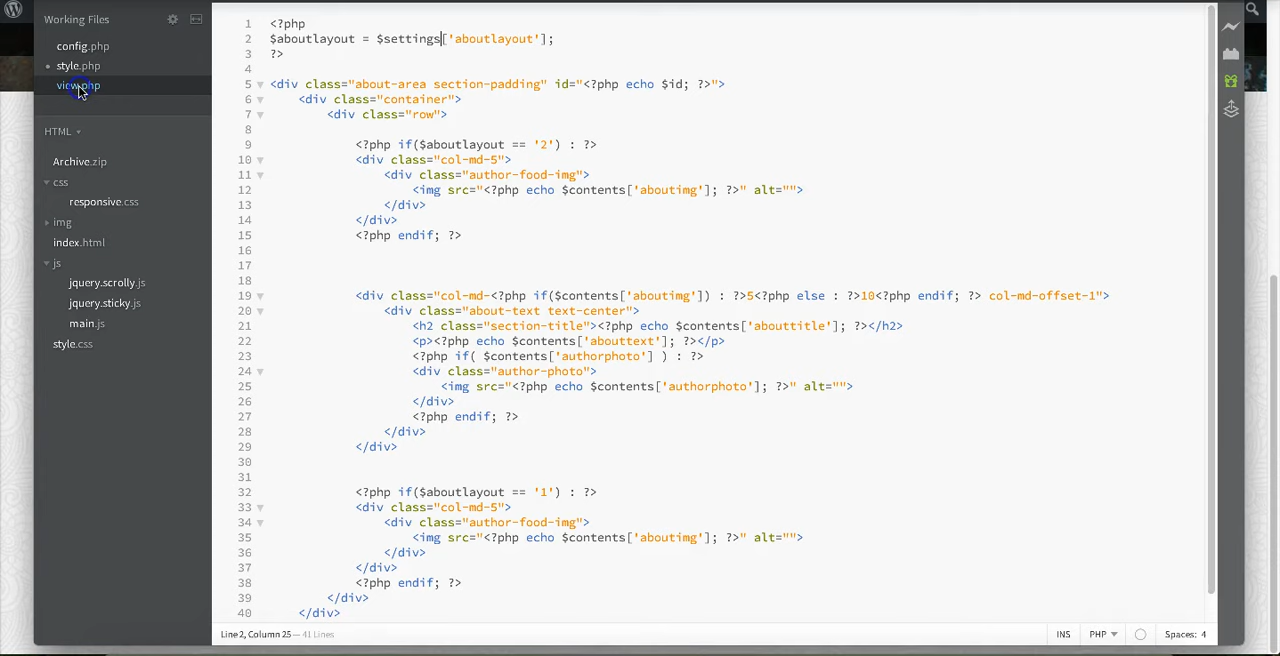 Working Files
config.php
style.php
view.php
HTML
Archive.zip
css
responsive.css
img
index.html
js
jquery.scrolly.js
jquery.sticky.js
main.js
style.css
1 <?php
2 $aboutlayout = $settings['aboutlayout'];
3 ?>
4
5 <div class="about-area section-padding" id="<?php echo $id; ?>">
6 <div class="container">
7 <div class="row">
8
9 <?php if($aboutlayout == '2') : ?>
10 <div class="col-md-5">
11 <div class="author-food-img">
12 <img src="<?php echo $contents['aboutimg']; ?>" alt="">
13 </div>
14 </div>
15 <?php endif; ?>
16
17
18
19 <div class="col-md-<?php if($contents['aboutimg']) : ?>5<?php else : ?>10<?php endif; ?> col-md-offset-1">
20 <div class="about-text text-center">
21 <h2 class="section-title"><?php echo $contents['abouttitle']; ?></h2>
22 <p><?php echo $contents['abouttext']; ?></p>
23 <?php if( $contents['authorphoto'] ) : ?>
24 <div class="author-photo">
25 <img src="<?php echo $contents['authorphoto']; ?>" alt="">
26 </div>
27 <?php endif; ?>
28 </div>
29 </div>
30
31
32 <?php if($aboutlayout == '1') : ?>
33 <div class="col-md-5">
34 <div class="author-food-img">
35 <img src="<?php echo $contents['aboutimg']; ?>" alt="">
36 </div>
37 </div>
38 <?php endif; ?>
39 </div>
40 </div>
Line 2, Column 25 — 41 Lines
INS
PHP
Spaces: 4